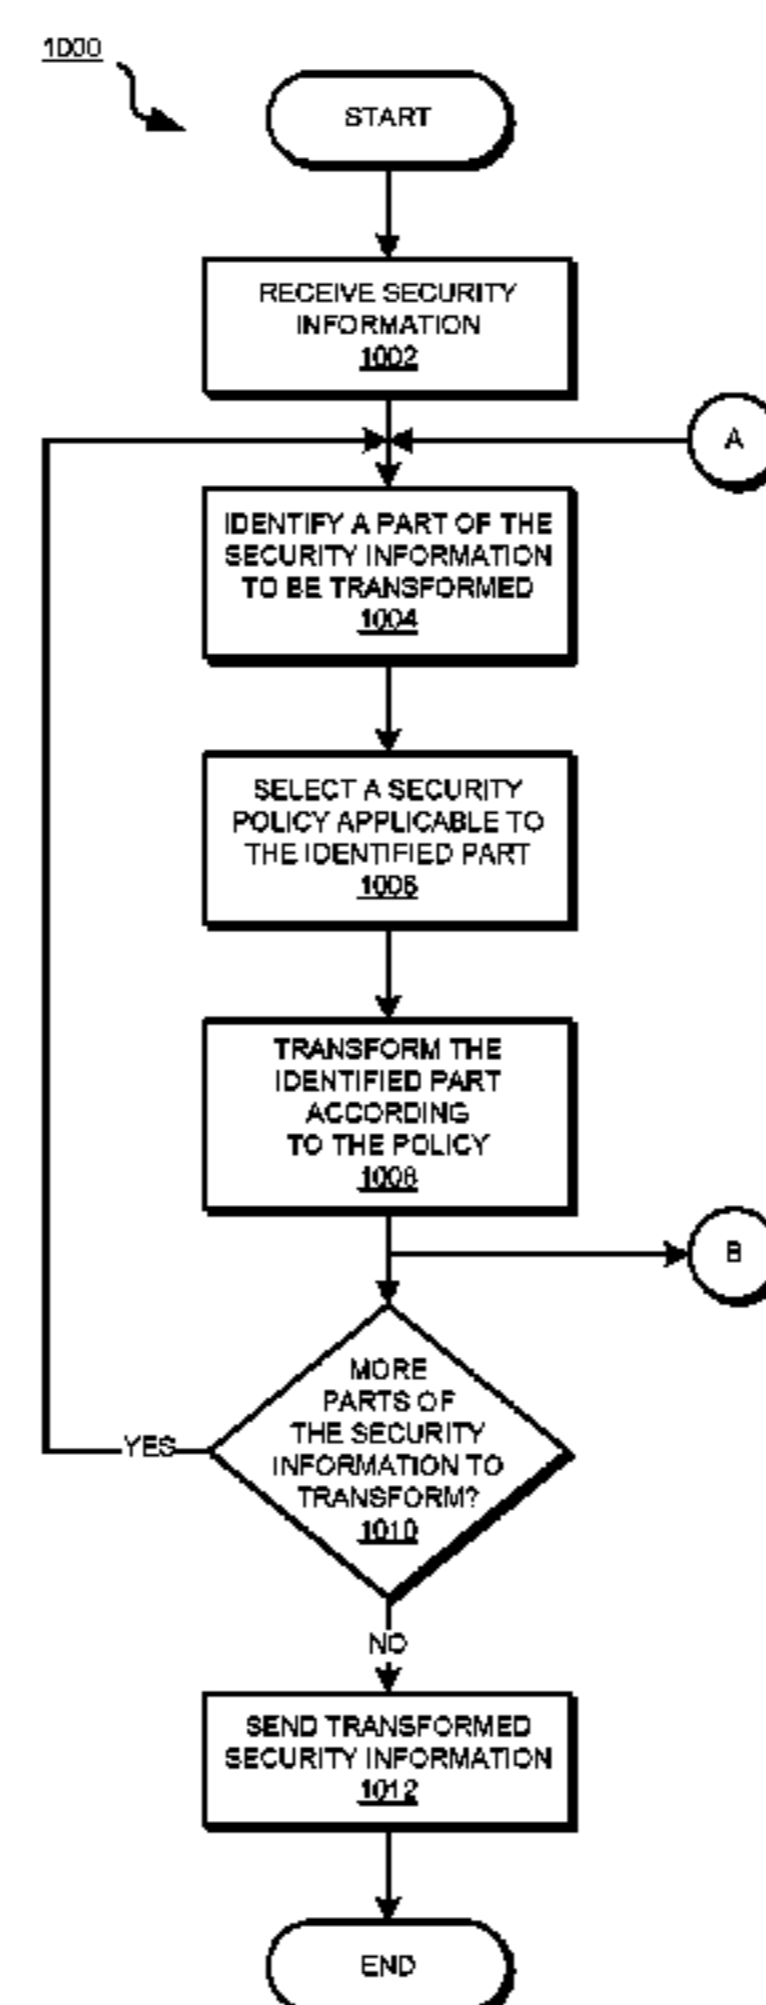 1000
START
RECEIVE SECURITY
INFORMATION
1002
A
IDENTIFY A PART OF THE
SECURITY INFORMATION
TO BE TRANSFORMED
1004
SELECT A SECURITY
POLICY APPLICABLE TO
THE IDENTIFIED PART
1006
TRANSFORM THE
IDENTIFIED PART
ACCORDING
TO THE POLICY
1008
B
MORE
PARTS OF
THE SECURITY
INFORMATION TO
TRANSFORM?
1010
YES
NO
SEND TRANSFORMED
SECURITY INFORMATION
1012
END